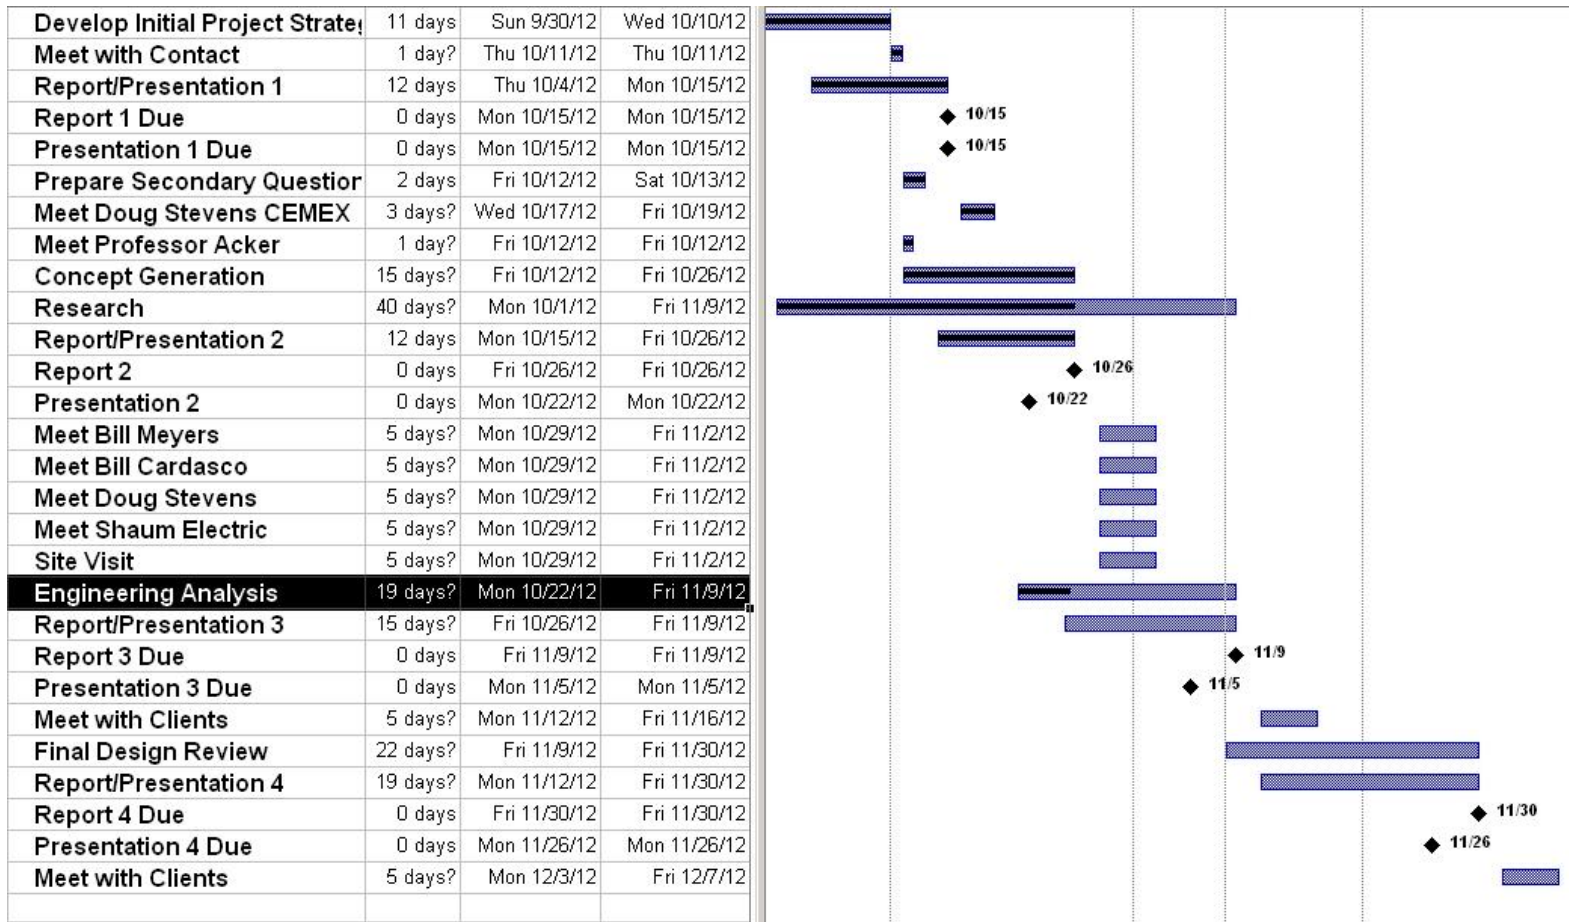 Develop Initial Project Strateg 11 days Sun 9/30/12 Wed 10/10/12
Meet with Contact 1 day? Thu 10/11/12 Thu 10/11/12
Report/Presentation 1 12 days Thu 10/4/12 Mon 10/15/12
Report 1 Due 0 days Mon 10/15/12 Mon 10/15/12 10/15
Presentation 1 Due 0 days Mon 10/15/12 Mon 10/15/12 10/15
Prepare Secondary Question 2 days Fri 10/12/12 Sat 10/13/12
Meet Doug Stevens CEMEX 3 days? Wed 10/17/12 Fri 10/19/12
Meet Professor Acker 1 day? Fri 10/12/12 Fri 10/12/12
Concept Generation 15 days? Fri 10/12/12 Fri 10/26/12
Research 40 days? Mon 10/1/12 Fri 11/9/12
Report/Presentation 2 12 days Mon 10/15/12 Fri 10/26/12
Report 2 0 days Fri 10/26/12 Fri 10/26/12 10/26
Presentation 2 0 days Mon 10/22/12 Mon 10/22/12 10/22
Meet Bill Meyers 5 days? Mon 10/29/12 Fri 11/2/12
Meet Bill Cardasco 5 days? Mon 10/29/12 Fri 11/2/12
Meet Doug Stevens 5 days? Mon 10/29/12 Fri 11/2/12
Meet Shaum Electric 5 days? Mon 10/29/12 Fri 11/2/12
Site Visit 5 days? Mon 10/29/12 Fri 11/2/12
Engineering Analysis 19 days? Mon 10/22/12 Fri 11/9/12
Report/Presentation 3 15 days? Fri 10/26/12 Fri 11/9/12
Report 3 Due 0 days Fri 11/9/12 Fri 11/9/12 11/9
Presentation 3 Due 0 days Mon 11/5/12 Mon 11/5/12 11/5
Meet with Clients 5 days? Mon 11/12/12 Fri 11/16/12
Final Design Review 22 days? Fri 11/9/12 Fri 11/30/12
Report/Presentation 4 19 days? Mon 11/12/12 Fri 11/30/12
Report 4 Due 0 days Fri 11/30/12 Fri 11/30/12 11/30
Presentation 4 Due 0 days Mon 11/26/12 Mon 11/26/12 11/26
Meet with Clients 5 days? Mon 12/3/12 Fri 12/7/12